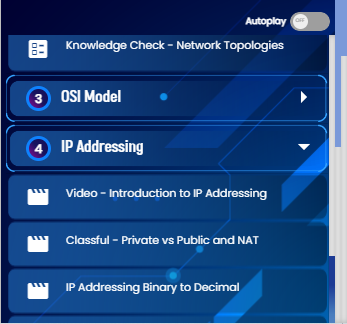 Autoplay OFF
Knowledge Check - Network Topologies
3 OSI Model
4 IP Addressing
Video - Introduction to IP Addressing
Classful - Private vs Public and NAT
IP Addressing Binary to Decimal